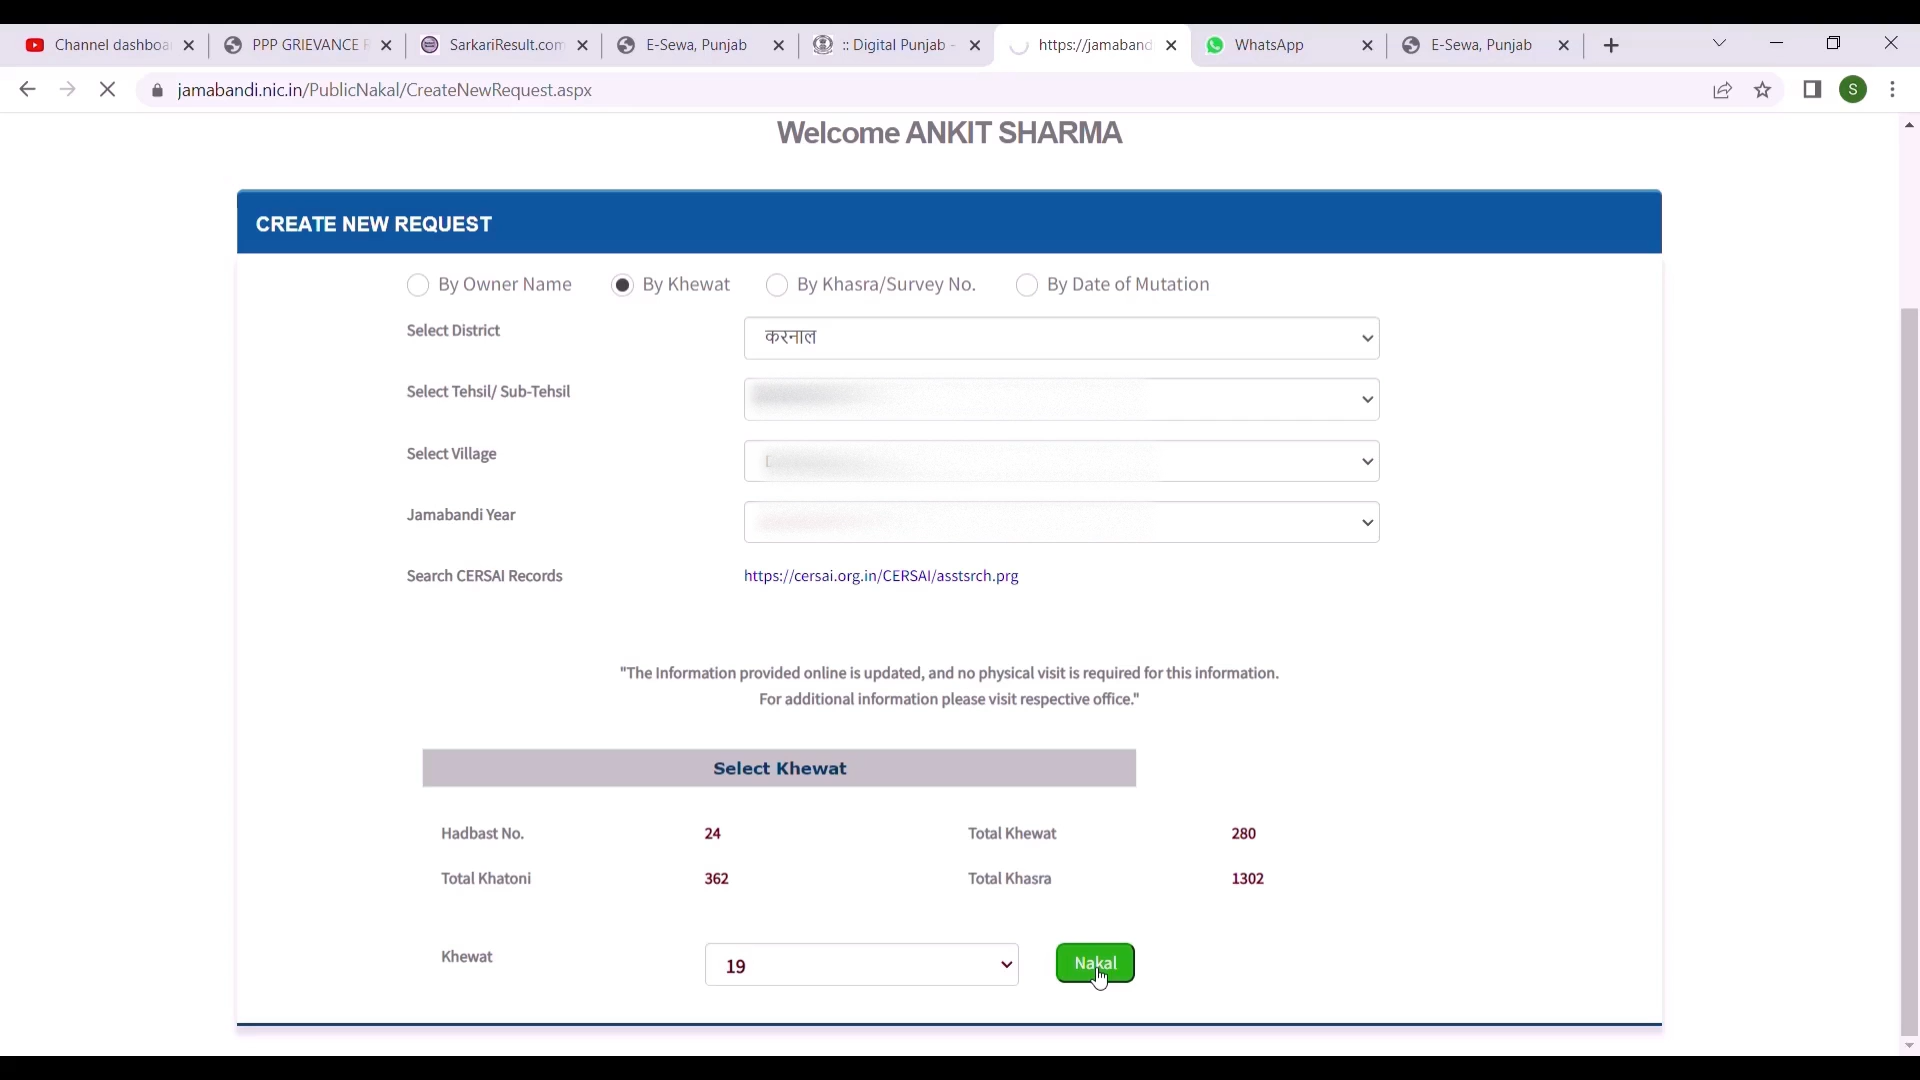 Channel dashboa
PPP GRIEVANCE R
SarkariResult.com
E-Sewa, Punjab
:: Digital Punjab -
https://jamaband
WhatsApp
E-Sewa, Punjab
jamabandi.nic.in/PublicNakal/CreateNewRequest.aspx
S
Welcome ANKIT SHARMA
CREATE NEW REQUEST
By Owner Name By Khewat By Khasra/Survey No. By Date of Mutation
Select District करनाल
Select Tehsil/ Sub-Tehsil
Select Village
Jamabandi Year
Search CERSAI Records https://cersai.org.in/CERSAI/asstsrch.prg
"The Information provided online is updated, and no physical visit is required for this information.
For additional information please visit respective office."
Select Khewat
Hadbast No. 24 Total Khewat 280
Total Khatoni 362 Total Khasra 1302
Khewat 19 Nakal